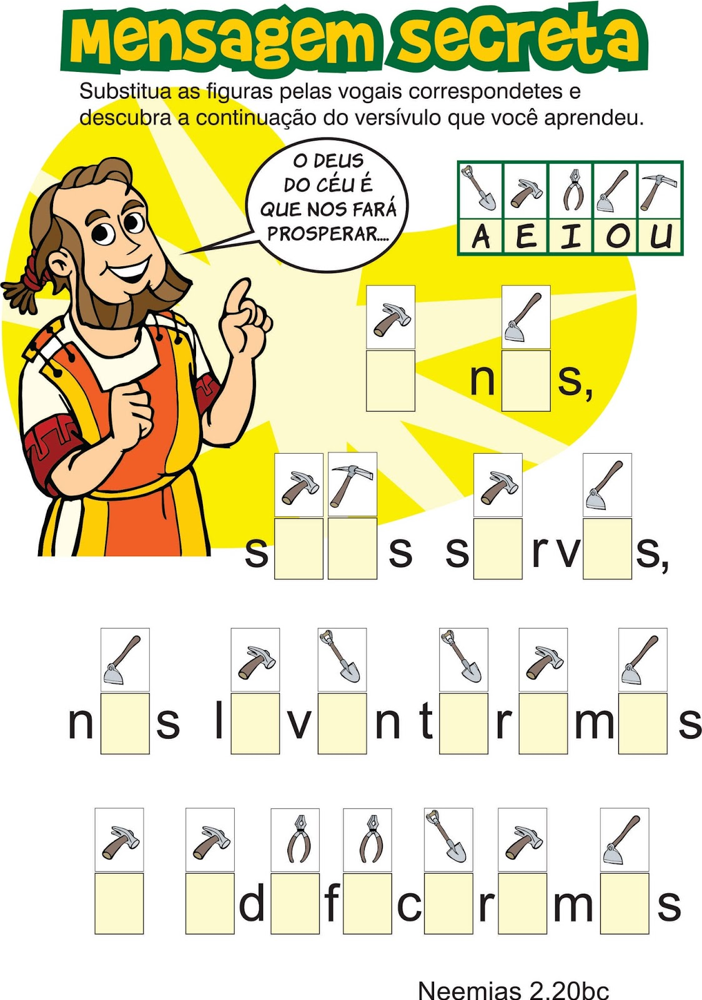 Mensagem Secreta
Substitua as figuras pelas vogais correspondetes e
descubra a continuação do versívulo que você aprendeu.
O DEUS
DO CÉU É
QUE NOS FARÁ
PROSPERAR....
A E I O U
n s,
s s s rv s,
n s l v n t r m s
d f c r m s
Neemias 2.20bc